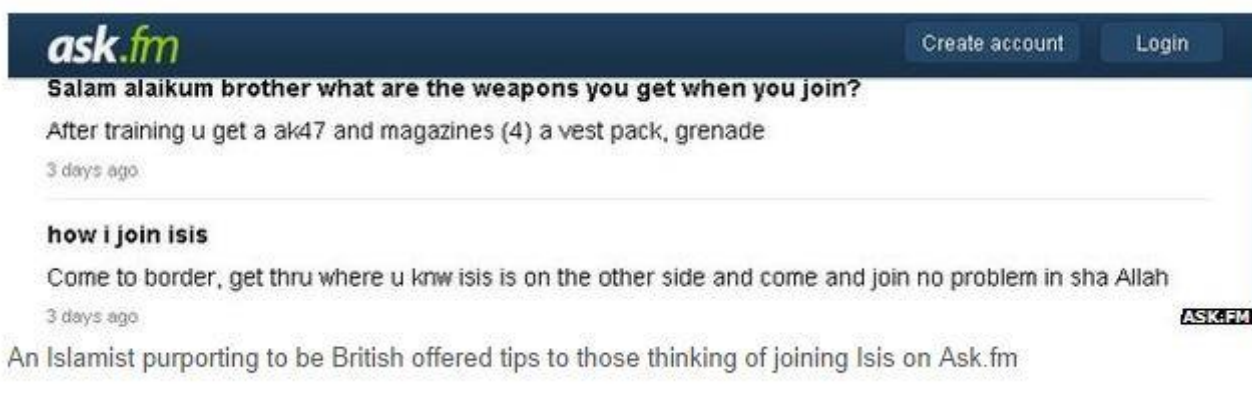 ask.fm
Create account
Login
Salam alaikum brother what are the weapons you get when you join?
After training u get a ak47 and magazines (4) a vest pack, grenade
3 days ago
how i join isis
Come to border, get thru where u knw isis is on the other side and come and join no problem in sha Allah
3 days ago
ASK.FM
An Islamist purporting to be British offered tips to those thinking of joining Isis on Ask.fm